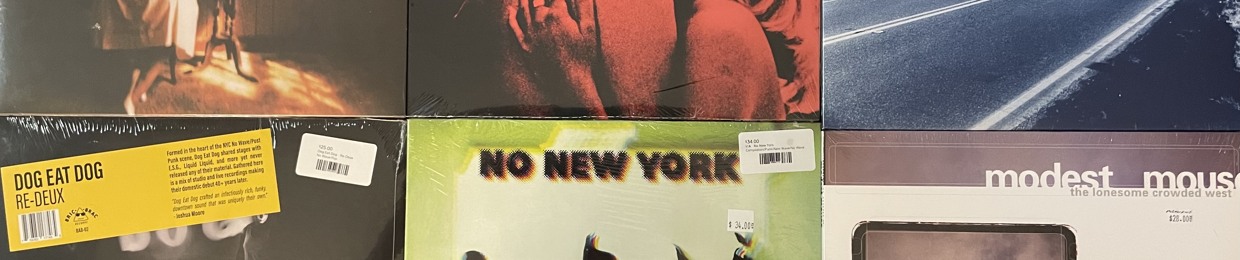 DOG EAT DOG
RE-DEUX
Formed in the heart of the NYC No Wave/Post
Punk scene, Dog Eat Dog shared stages with
E.S.G., Liquid Liquid, and more yet never
released any of their material. Gathered here
is a mix of studio and live recordings making
their domestic debut 40+ years later.
"Dog Eat Dog crafted an infectiously rich, funky,
downtown sound that was uniquely their own."
-Joshua Moore
BRIC A BRAC
$25.00
NO NEW YORK
$34.00
$ 34.00
modest mous
the lonesome crowded west
$28.00